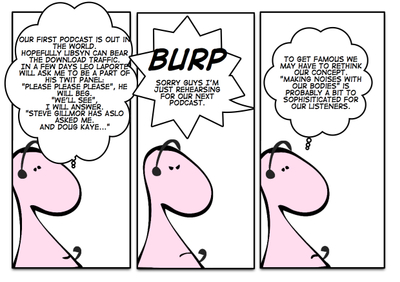 OUR FIRST PODCAST IS OUT IN
THE WORLD.
HOPEFULLY LIBSYN CAN BEAR
THE DOWNLOAD TRAFFIC.
IN A FEW DAYS LEO LAPORTE
WILL ASK ME TO BE A PART OF
HIS TWIT PANEL:
"PLEASE PLEASE PLEASE", HE
WILL BEG.
"WE'LL SEE",
I WILL ANSWER.
"STEVE GILLMOR HAS ASLO
ASKED ME.
AND DOUG KAYE..."
BURP
SORRY GUYS I'M
JUST REHEARSING
FOR OUR NEXT
PODCAST.
TO GET FAMOUS WE
MAY HAVE TO RETHINK
OUR CONCEPT.
"MAKING NOISES WITH
OUR BODIES" IS
PROBABLY A BIT TO
SOPHISITICATED FOR
OUR LISTENERS.